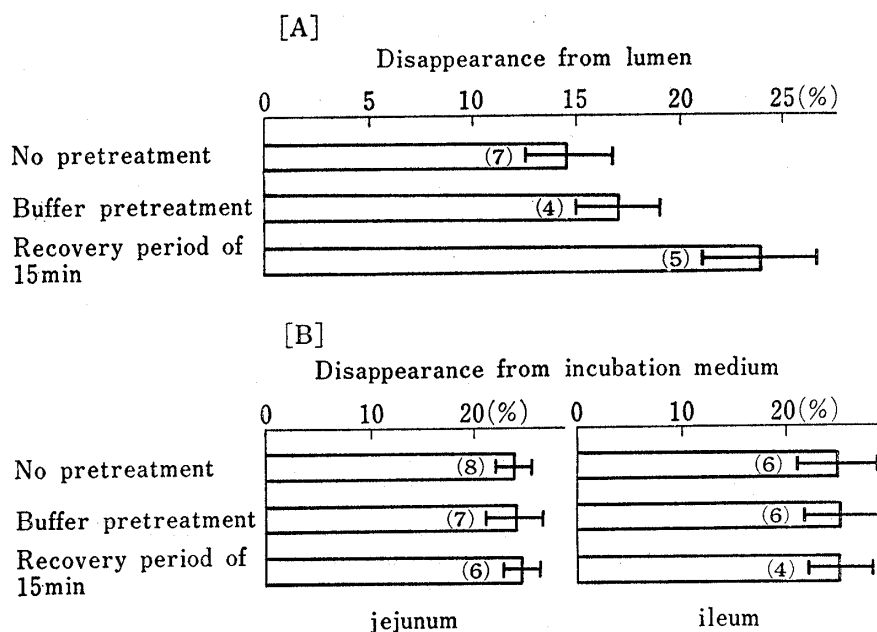 [A]
Disappearance from lumen
0 5 10 15 20 25(%)
No pretreatment (7)
Buffer pretreatment (4)
Recovery period of
15min (5)
[B]
Disappearance from incubation medium
0 10 20(%) 0 10 20(%)
No pretreatment (8) (6)
Buffer pretreatment (7) (6)
Recovery period of
15min (6) (4)
jejunum ileum